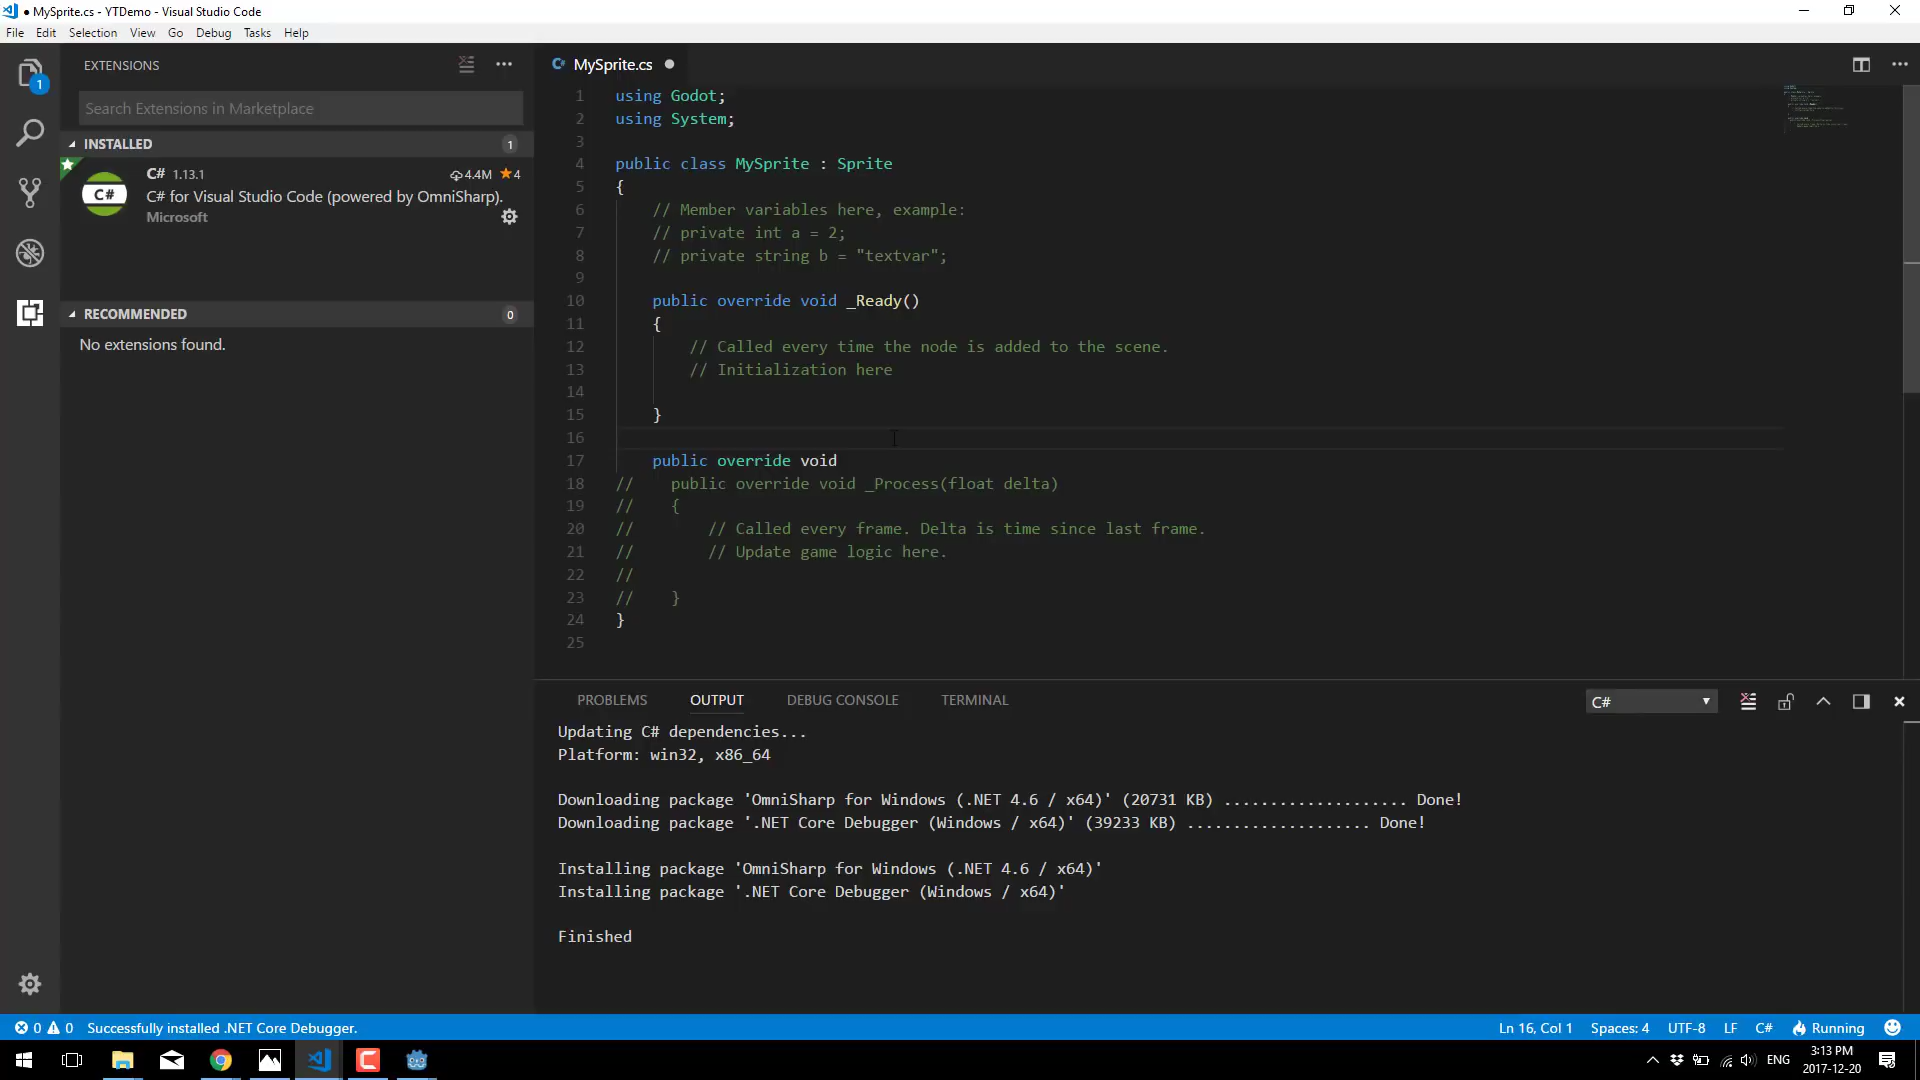 ● MySprite.cs - YTDemo - Visual Studio Code
File Edit Selection View Go Debug Tasks Help
EXTENSIONS
1
Search Extensions in Marketplace
INSTALLED 1
C# 1.13.1 4.4M ★4
C#
C# for Visual Studio Code (powered by OmniSharp).
Microsoft
RECOMMENDED 0
No extensions found.
C# MySprite.cs ●
1 using Godot;
2 using System;
3
4 public class MySprite : Sprite
5 {
6 // Member variables here, example:
7 // private int a = 2;
8 // private string b = "textvar";
9
10 public override void _Ready()
11 {
12 // Called every time the node is added to the scene.
13 // Initialization here
14
15 }
16
17 public override void
18 //    public override void _Process(float delta)
19 //    {
20 //        // Called every frame. Delta is time since last frame.
21 //        // Update game logic here.
22 //
23 //    }
24 }
25
PROBLEMS OUTPUT DEBUG CONSOLE TERMINAL C#
Updating C# dependencies...
Platform: win32, x86_64
Downloading package 'OmniSharp for Windows (.NET 4.6 / x64)' (20731 KB) .................... Done!
Downloading package '.NET Core Debugger (Windows / x64)' (39233 KB) .................... Done!
Installing package 'OmniSharp for Windows (.NET 4.6 / x64)'
Installing package '.NET Core Debugger (Windows / x64)'
Finished
0 0 Successfully installed .NET Core Debugger. Ln 16, Col 1 Spaces: 4 UTF-8 LF C# Running
ENG 3:13 PM
2017-12-20